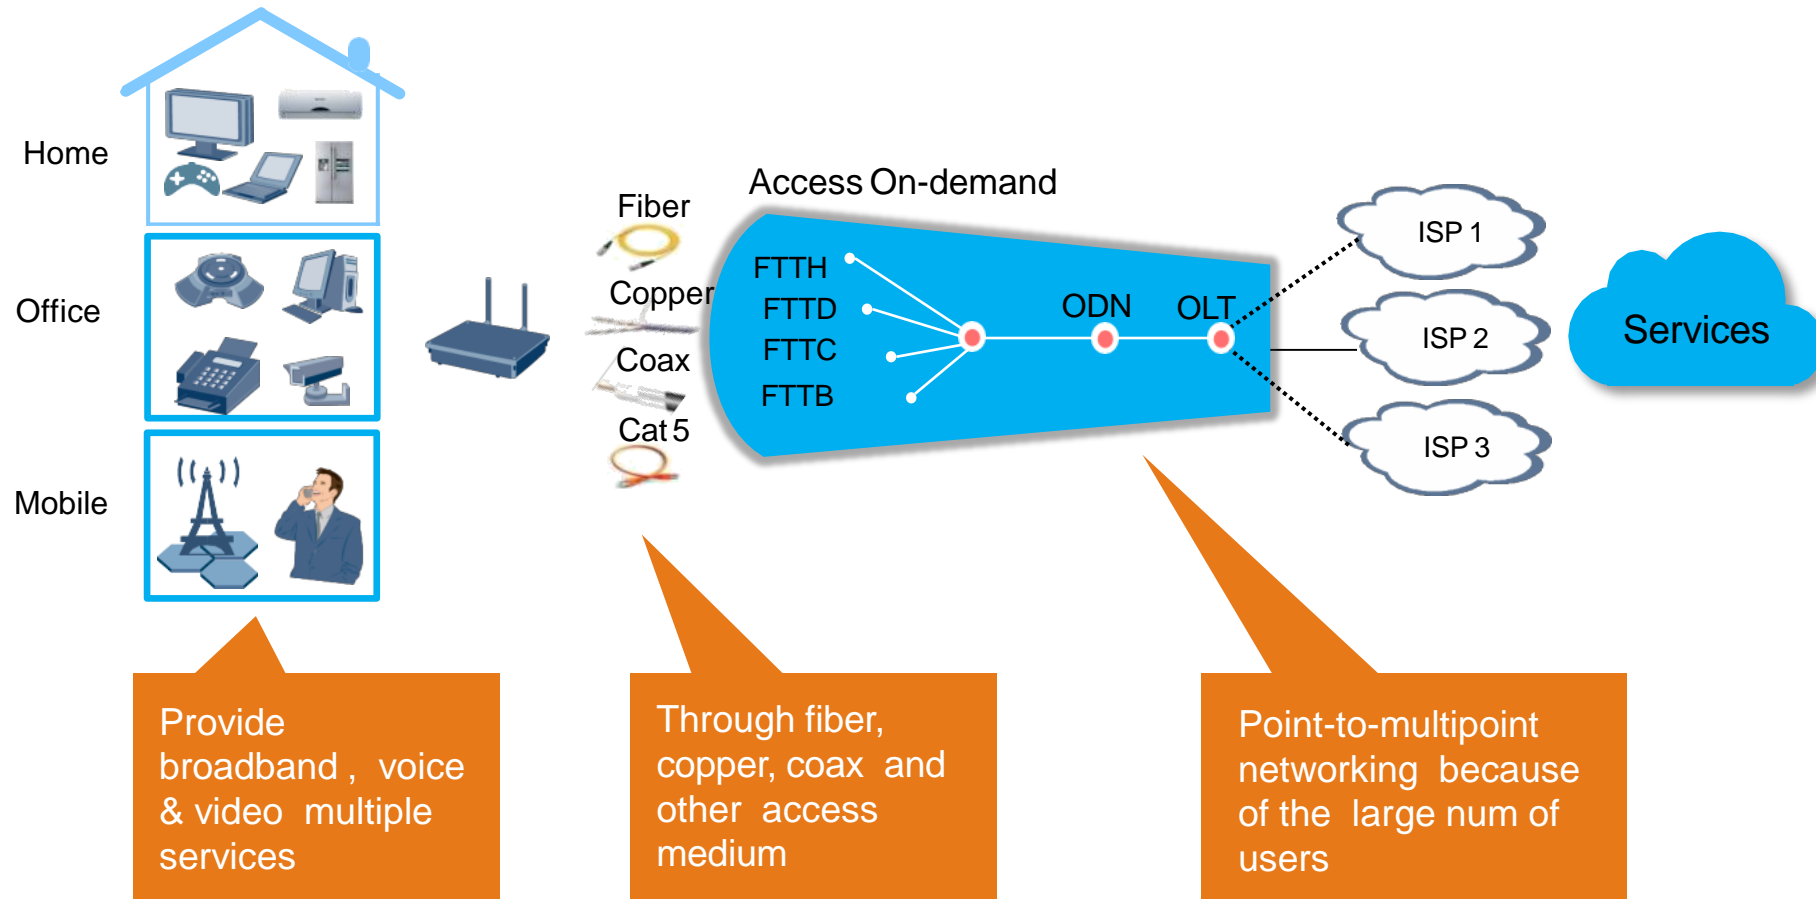 Home
Office
Mobile
Fiber
Copper
Coax
Cat 5
Access On-demand
FTTH
FTTD
FTTC
FTTB
ODN
OLT
ISP 1
ISP 2
ISP 3
Services
Provide
broadband , voice
& video multiple
services
Through fiber,
copper, coax and
other access
medium
Point-to-multipoint
networking because
of the large num of
users